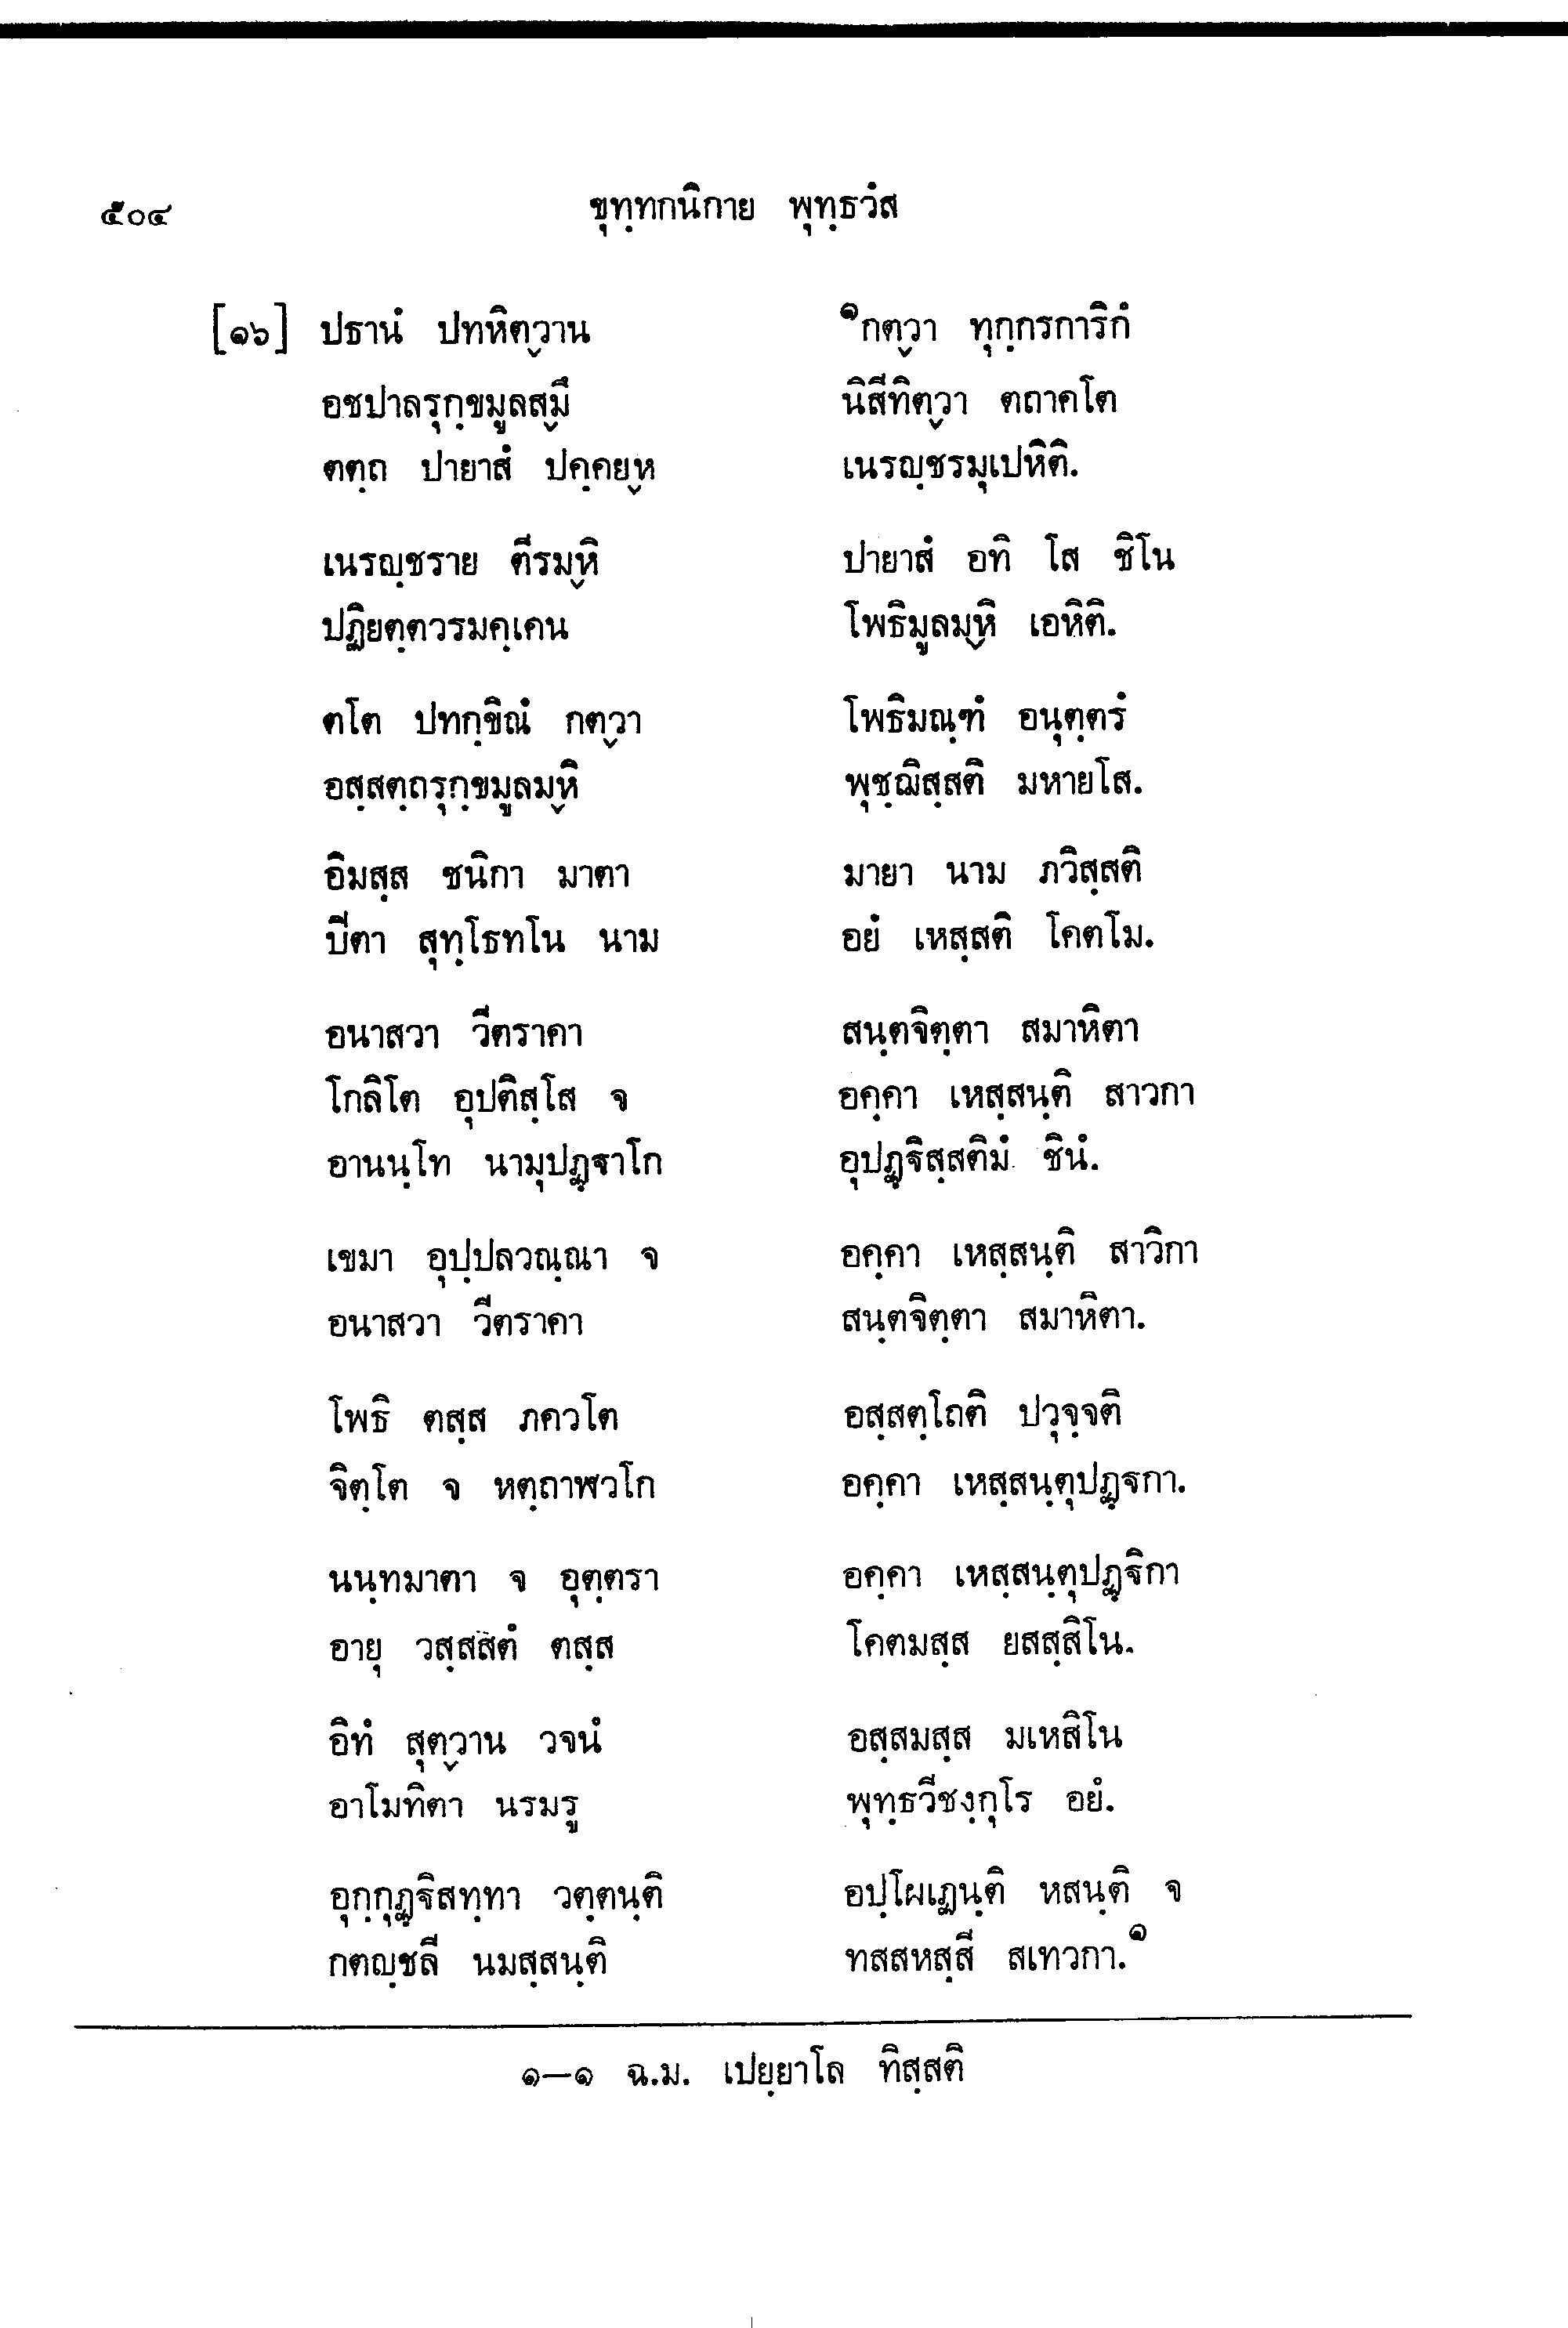 ๕๐๔ ขุทฺทกนิกาย พุทฺธวํส
[๑๖] ปธานํ ปทหิตฺวาน ๑กตฺวา ทุกฺกรการิกํ
อชปาลรุกฺขมูลสฺมึ นิสีทิตฺวา ตถาคโต
ตตฺถ ปายาสํ ปคฺคยฺห เนรญฺชรมุเปหิติ.
เนรญฺชราย ตีรมฺหิ ปายาสํ อทิ โส ชิโน
ปฏิยตฺตวรมคฺเคน โพธิมูลมฺหิ เอหิติ.
ตโต ปทกฺขิณํ กตฺวา โพธิมณฺฑํ อนุตฺตรํ
อสฺสตฺถรุกฺขมูลมฺหิ พุชฺฌิสฺสติ มหายโส.
อิมสฺส ชนิกา มาตา มายา นาม ภวิสฺสติ
ปิตา สุทฺโธทโน นาม อยํ เหสฺสติ โคตโม.
อนาสวา วีตราคา สนฺตจิตฺตา สมาหิตา
โกลิโต อุปติสฺโส จ อคฺคา เหสฺสนฺติ สาวกา
อานนฺโท นามุปฏฺฐาโก อุปฏฺฐิสฺสติมํ ชินํ.
เขมา อุปฺปลวณฺณา จ อคฺคา เหสฺสนฺติ สาวิกา
อนาสวา วีตราคา สนฺตจิตฺตา สมาหิตา.
โพธิ ตสฺส ภควโต อสฺสตฺโถติ ปวุจฺจติ
จิตฺโต จ หตฺถาฬวโก อคฺคา เหสฺสนฺตุปฏฺฐกา.
นนฺทมาตา จ อุตฺตรา อคฺคา เหสฺสนฺตุปฏฺฐิกา
อายุ วสฺสสตํ ตสฺส โคตมสฺส ยสสฺสิโน.
อิทํ สุตฺวาน วจนํ อสฺสมสฺส มเหสิโน
อาโมทิตา นรมรู พุทฺธวีชงฺกุโร อยํ.
อุกฺกุฏฺฐิสทฺทา วตฺตนฺติ อปฺโผเฏนฺติ หสนฺติ จ
กตญฺชลี นมสฺสนฺติ ทสสหสฺสี สเทวกา.๑
๑—๑ ฉ.ม. เปยฺยาโล ทิสฺสติ